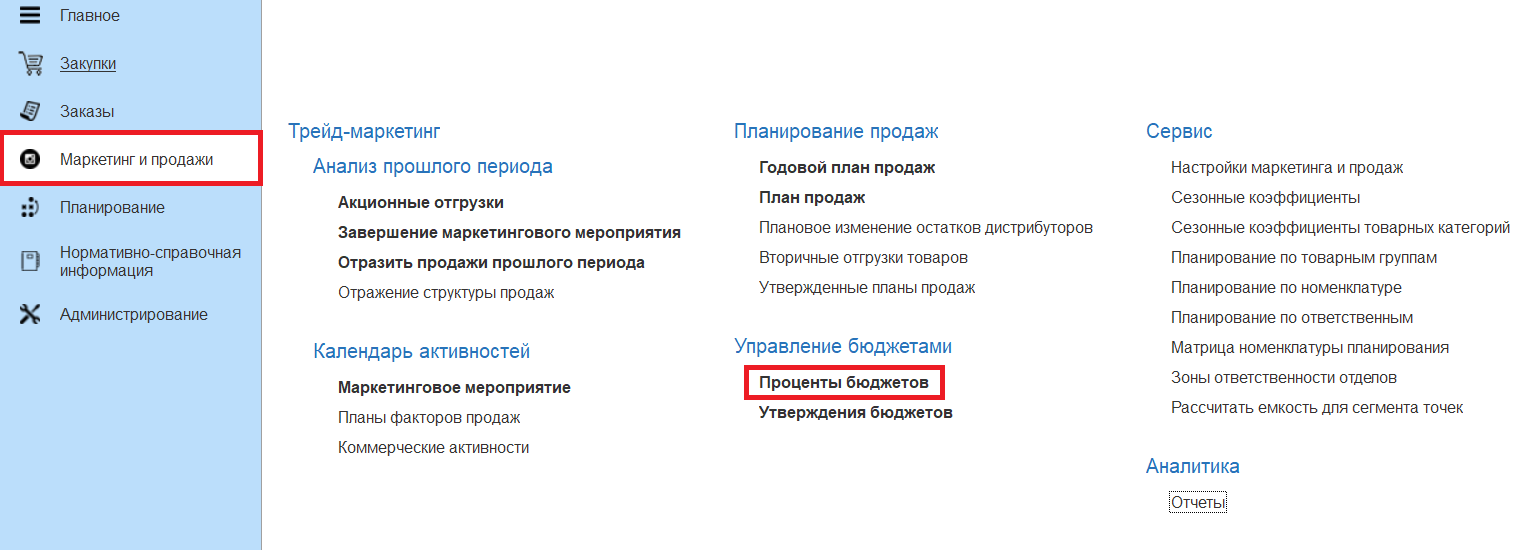 Главное
Закупки
Заказы
Маркетинг и продажи
Планирование
Нормативно-справочная
информация
Администрирование
Трейд-маркетинг
Анализ прошлого периода
Акционные отгрузки
Завершение маркетингового мероприятия
Отразить продажи прошлого периода
Отражение структуры продаж
Календарь активностей
Маркетинговое мероприятие
Планы факторов продаж
Коммерческие активности
Планирование продаж
Годовой план продаж
План продаж
Плановое изменение остатков дистрибуторов
Вторичные отгрузки товаров
Утвержденные планы продаж
Управление бюджетами
Проценты бюджетов
Утверждения бюджетов
Сервис
Настройки маркетинга и продаж
Сезонные коэффициенты
Сезонные коэффициенты товарных категорий
Планирование по товарным группам
Планирование по номенклатуре
Планирование по ответственным
Матрица номенклатуры планирования
Зоны ответственности отделов
Рассчитать емкость для сегмента точек
Аналитика
Отчеты